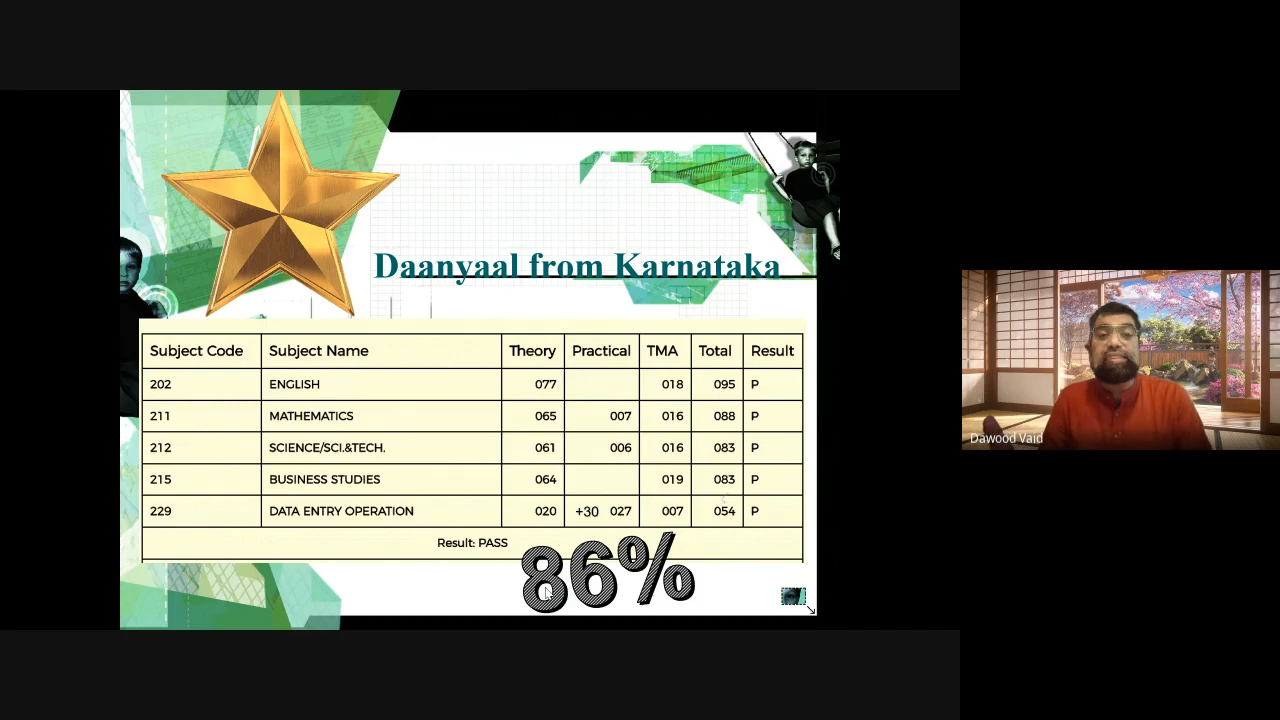 Daanyaal from Karnataka
Subject Code Subject Name Theory Practical TMA Total Result
202 ENGLISH 077 018 095 P
211 MATHEMATICS 065 007 016 088 P
212 SCIENCE/SCI.&TECH. 061 006 016 083 P
215 BUSINESS STUDIES 064 019 083 P
229 DATA ENTRY OPERATION 020 +30 027 007 054 P
Result: PASS
86%
Dawood Vaid